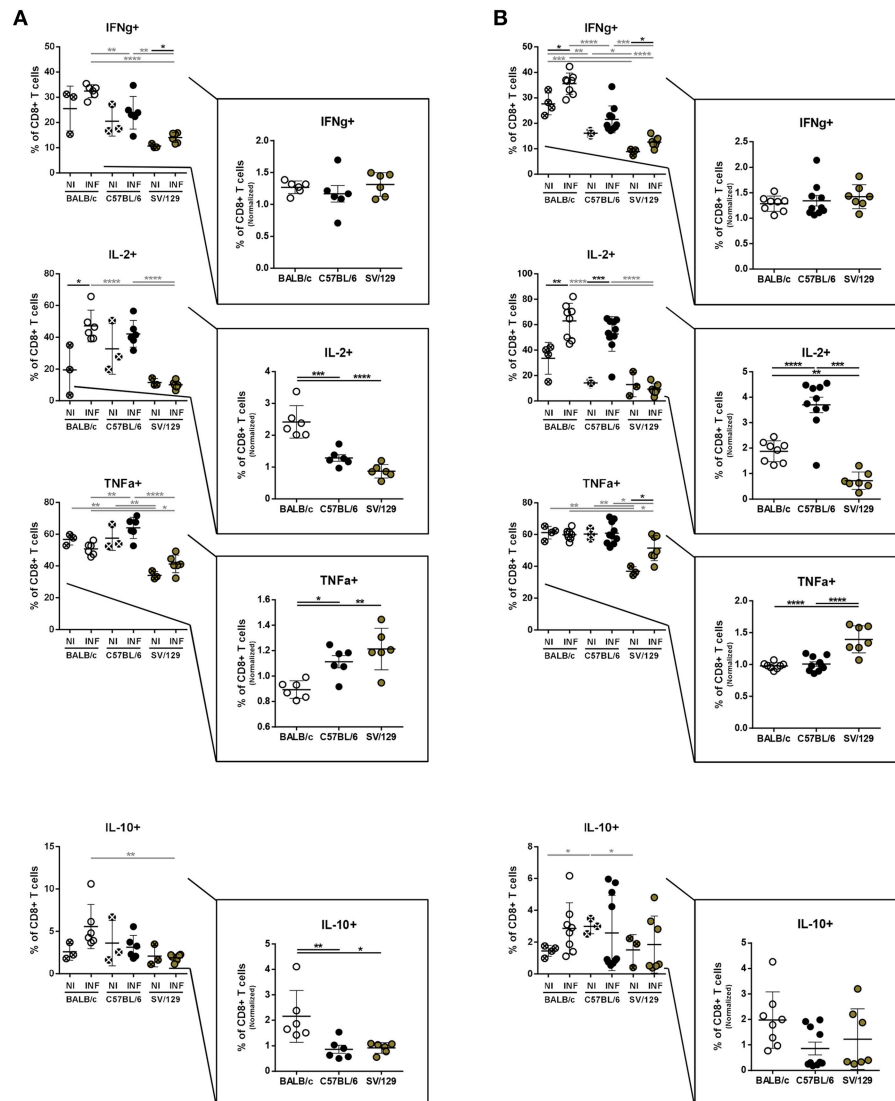 A
IFNg+
% of CD8+ T cells
60
50
40
30
20
10
0
** ** *
****
NI INF NI INF NI INF
BALB/c C57BL/6 SV/129
IFNg+
% of CD8+ T cells
(Normalized)
2.0
1.5
1.0
0.5
0.0
BALB/c C57BL/6 SV/129
IL-2+
% of CD8+ T cells
80
60
40
20
0
* **** ****
NI INF NI INF NI INF
BALB/c C57BL/6 SV/129
IL-2+
% of CD8+ T cells
(Normalized)
4
3
2
1
0
*** ****
BALB/c C57BL/6 SV/129
TNFa+
% of CD8+ T cells
80
60
40
20
0
** ****
** ** *
NI INF NI INF NI INF
BALB/c C57BL/6 SV/129
TNFa+
% of CD8+ T cells
(Normalized)
1.6
1.4
1.2
1.0
0.8
0.6
* **
BALB/c C57BL/6 SV/129
IL-10+
% of CD8+ T cells
15
10
5
0
**
NI INF NI INF NI INF
BALB/c C57BL/6 SV/129
IL-10+
% of CD8+ T cells
(Normalized)
5
4
3
2
1
0
** *
BALB/c C57BL/6 SV/129
B
IFNg+
% of CD8+ T cells
50
40
30
20
10
0
**** *** *
* ** * ****
***
NI INF NI INF NI INF
BALB/c C57BL/6 SV/129
IFNg+
% of CD8+ T cells
(Normalized)
2.5
2.0
1.5
1.0
0.5
0.0
BALB/c C57BL/6 SV/129
IL-2+
% of CD8+ T cells
100
80
60
40
20
0
** **** *** ****
NI INF NI INF NI INF
BALB/c C57BL/6 SV/129
IL-2+
% of CD8+ T cells
(Normalized)
5
4
3
2
1
0
**** ***
**
BALB/c C57BL/6 SV/129
TNFa+
% of CD8+ T cells
80
60
40
20
0
** ** * *
*
NI INF NI INF NI INF
BALB/c C57BL/6 SV/129
TNFa+
% of CD8+ T cells
(Normalized)
2.0
1.5
1.0
0.5
0.0
**** ****
BALB/c C57BL/6 SV/129
IL-10+
% of CD8+ T cells
8
6
4
2
0
* *
NI INF NI INF NI INF
BALB/c C57BL/6 SV/129
IL-10+
% of CD8+ T cells
(Normalized)
5
4
3
2
1
0
BALB/c C57BL/6 SV/129